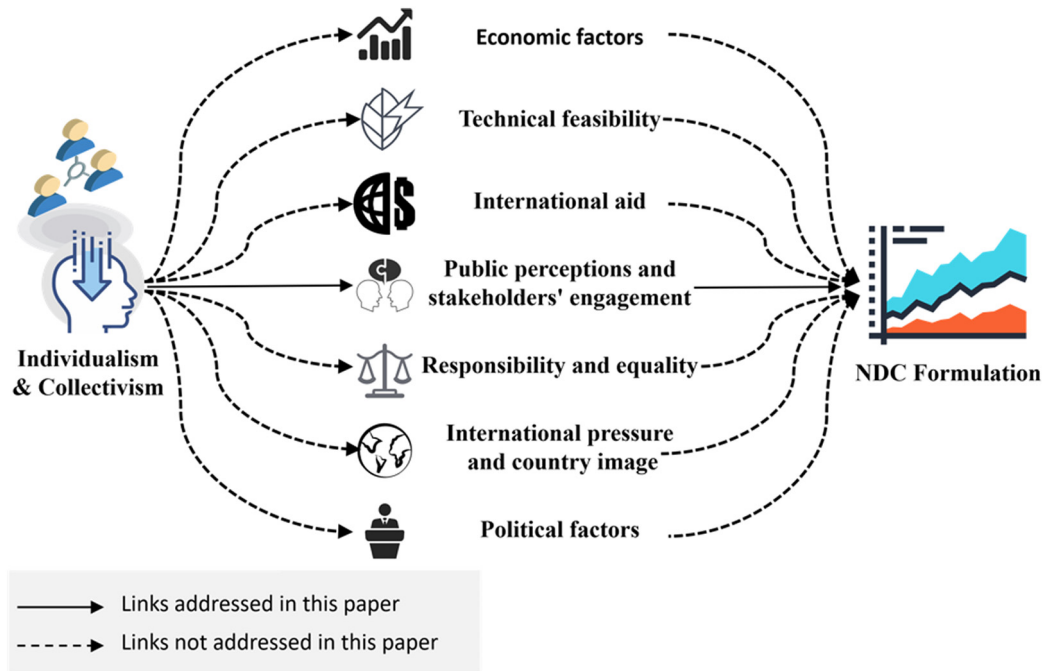 Economic factors
Technical feasibility
International aid
Public perceptions and
stakeholders' engagement
Individualism
& Collectivism
Responsibility and equality
NDC Formulation
International pressure
and country image
Political factors
Links addressed in this paper
Links not addressed in this paper